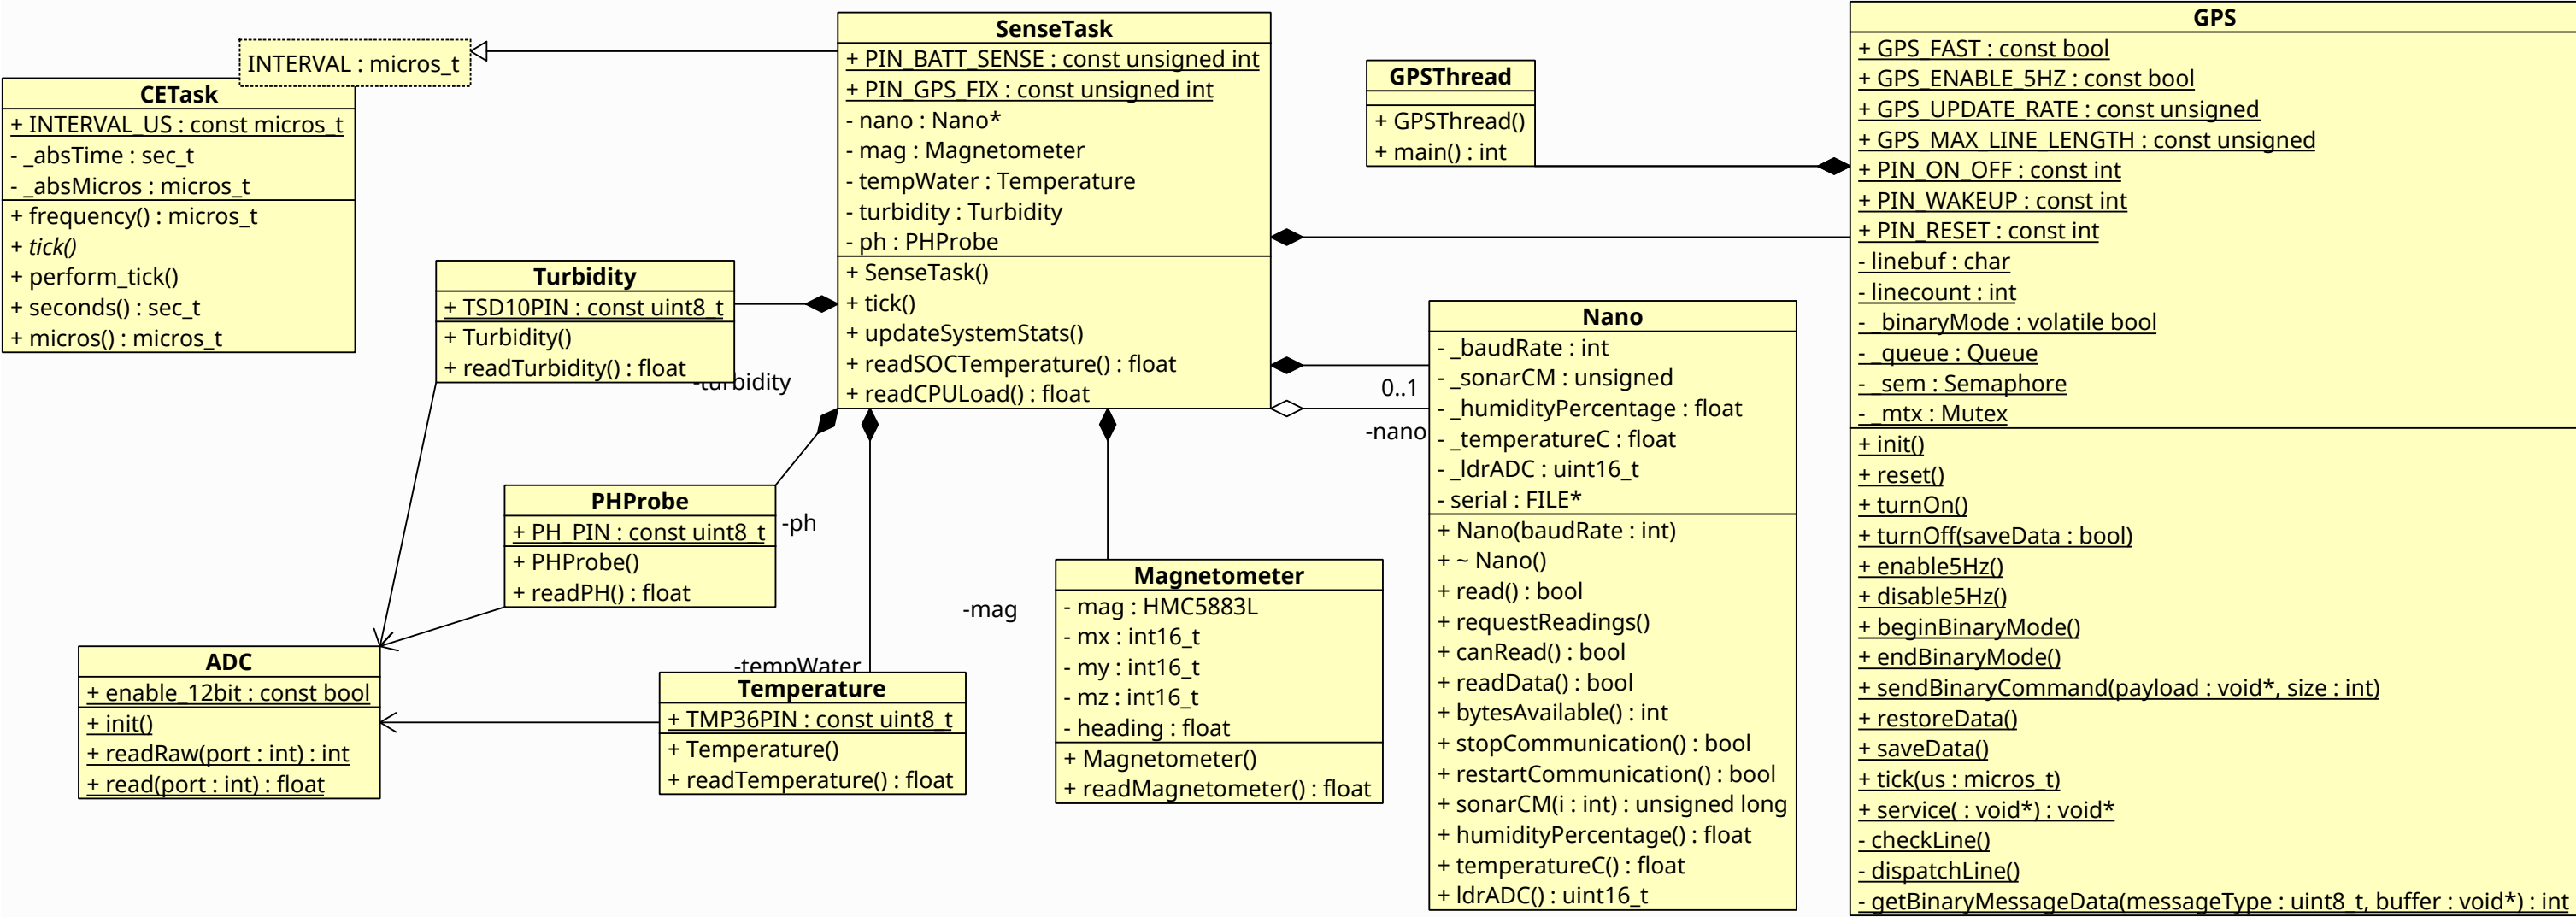 INTERVAL : micros_t
CETask
+ INTERVAL_US : const micros_t
- _absTime : sec_t
- _absMicros : micros_t
+ frequency() : micros_t
+ tick()
+ perform_tick()
+ seconds() : sec_t
+ micros() : micros_t
SenseTask
+ PIN_BATT_SENSE : const unsigned int
+ PIN_GPS_FIX : const unsigned int
- nano : Nano*
- mag : Magnetometer
- tempWater : Temperature
- turbidity : Turbidity
- ph : PHProbe
+ SenseTask()
+ tick()
+ updateSystemStats()
+ readSOCTemperature() : float
+ readCPULoad() : float
GPSThread
+ GPSThread()
+ main() : int
GPS
+ GPS_FAST : const bool
+ GPS_ENABLE_5HZ : const bool
+ GPS_UPDATE_RATE : const unsigned
+ GPS_MAX_LINE_LENGTH : const unsigned
+ PIN_ON_OFF : const int
+ PIN_WAKEUP : const int
+ PIN_RESET : const int
- linebuf : char
- linecount : int
- _binaryMode : volatile bool
- _queue : Queue
- _sem : Semaphore
- _mtx : Mutex
+ init()
+ reset()
+ turnOn()
+ turnOff(saveData : bool)
+ enable5Hz()
+ disable5Hz()
+ beginBinaryMode()
+ endBinaryMode()
+ sendBinaryCommand(payload : void*, size : int)
+ restoreData()
+ saveData()
+ tick(us : micros_t)
+ service( : void*) : void*
- checkLine()
- dispatchLine()
- getBinaryMessageData(messageType : uint8_t, buffer : void*) : int
Turbidity
+ TSD10PIN : const uint8_t
+ Turbidity()
+ readTurbidity() : float
-turbidity
0..1
-nano
Nano
- _baudRate : int
- _sonarCM : unsigned
- _humidityPercentage : float
- _temperatureC : float
- _ldrADC : uint16_t
- serial : FILE*
+ Nano(baudRate : int)
+ ~ Nano()
+ read() : bool
+ requestReadings()
+ canRead() : bool
+ readData() : bool
+ bytesAvailable() : int
+ stopCommunication() : bool
+ restartCommunication() : bool
+ sonarCM(i : int) : unsigned long
+ humidityPercentage() : float
+ temperatureC() : float
+ ldrADC() : uint16_t
PHProbe
+ PH_PIN : const uint8_t
+ PHProbe()
+ readPH() : float
-ph
-mag
Magnetometer
- mag : HMC5883L
- mx : int16_t
- my : int16_t
- mz : int16_t
- heading : float
+ Magnetometer()
+ readMagnetometer() : float
-tempWater
Temperature
+ TMP36PIN : const uint8_t
+ Temperature()
+ readTemperature() : float
ADC
+ enable_12bit : const bool
+ init()
+ readRaw(port : int) : int
+ read(port : int) : float